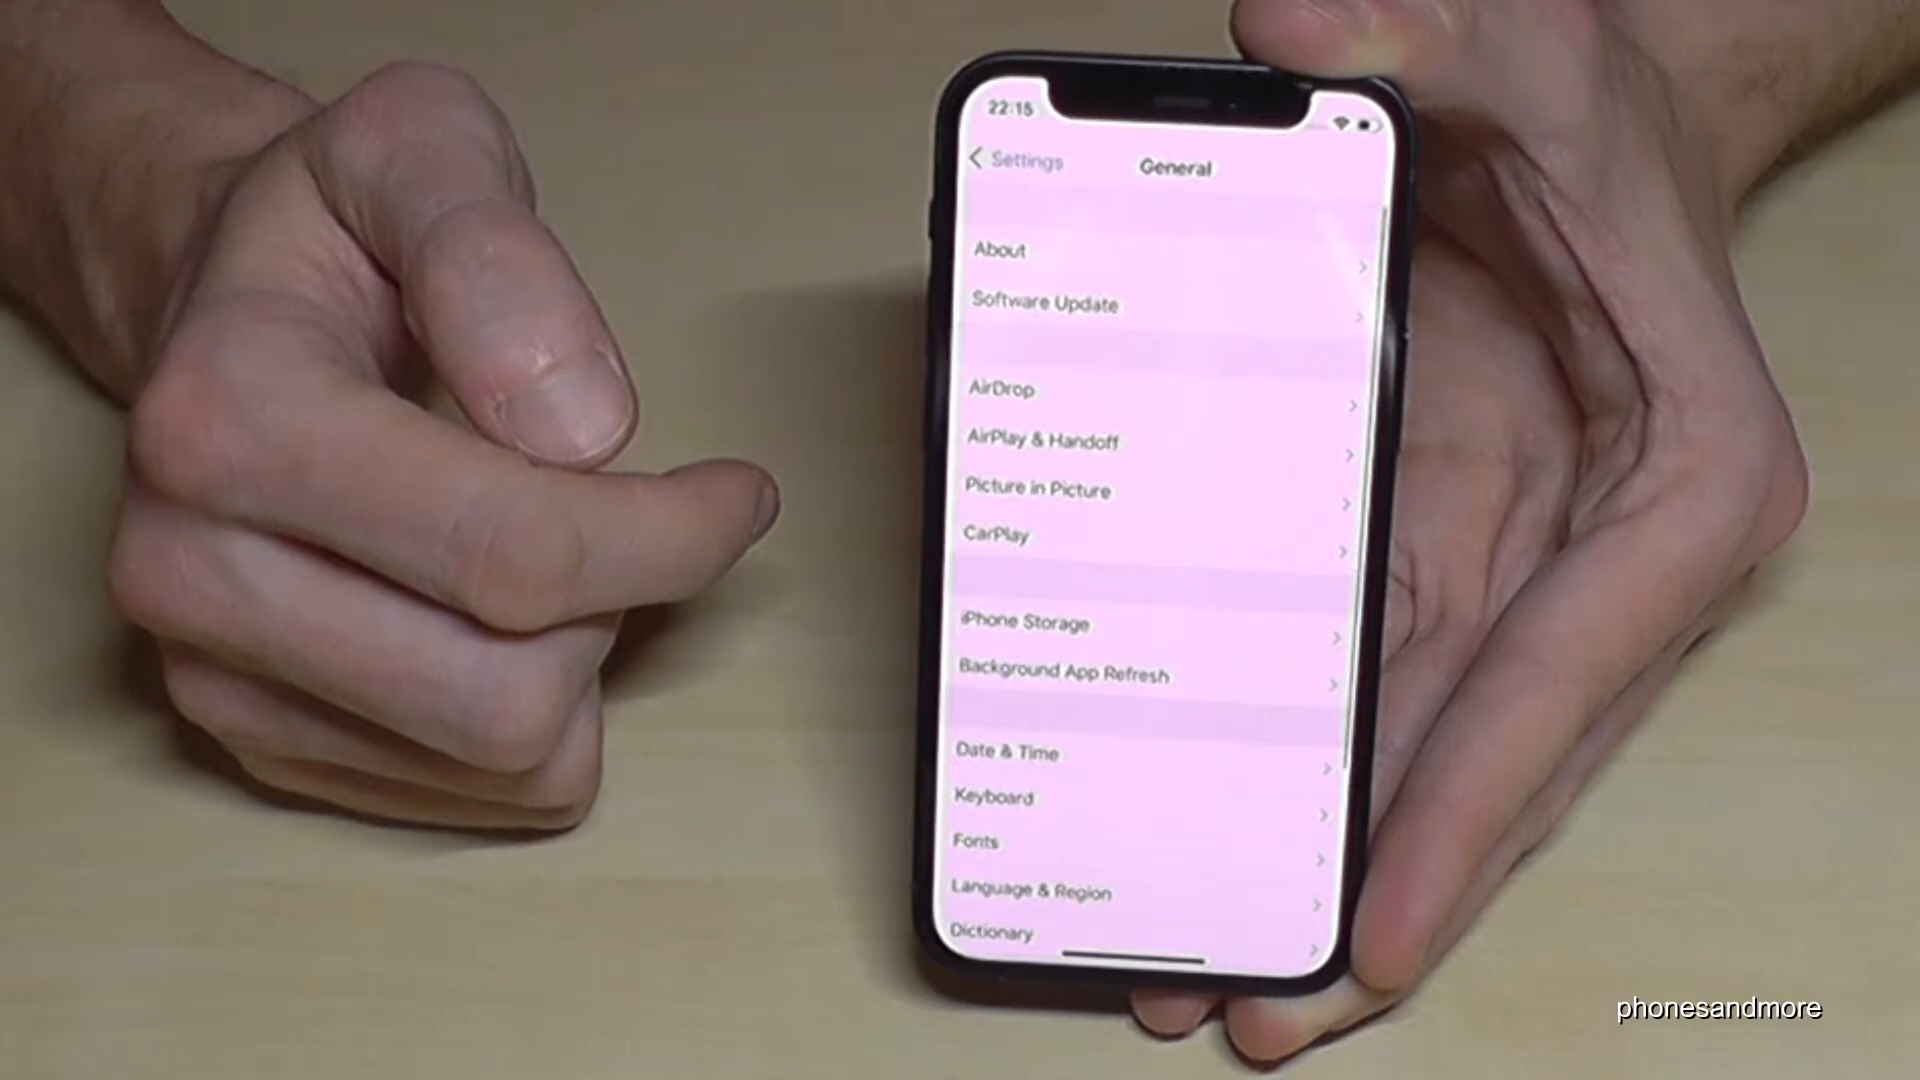 22:15
Settings
General
About
Software Update
AirDrop
AirPlay & Handoff
Picture in Picture
CarPlay
iPhone Storage
Background App Refresh
Date & Time
Keyboard
Fonts
Language & Region
Dictionary
phonesandmore